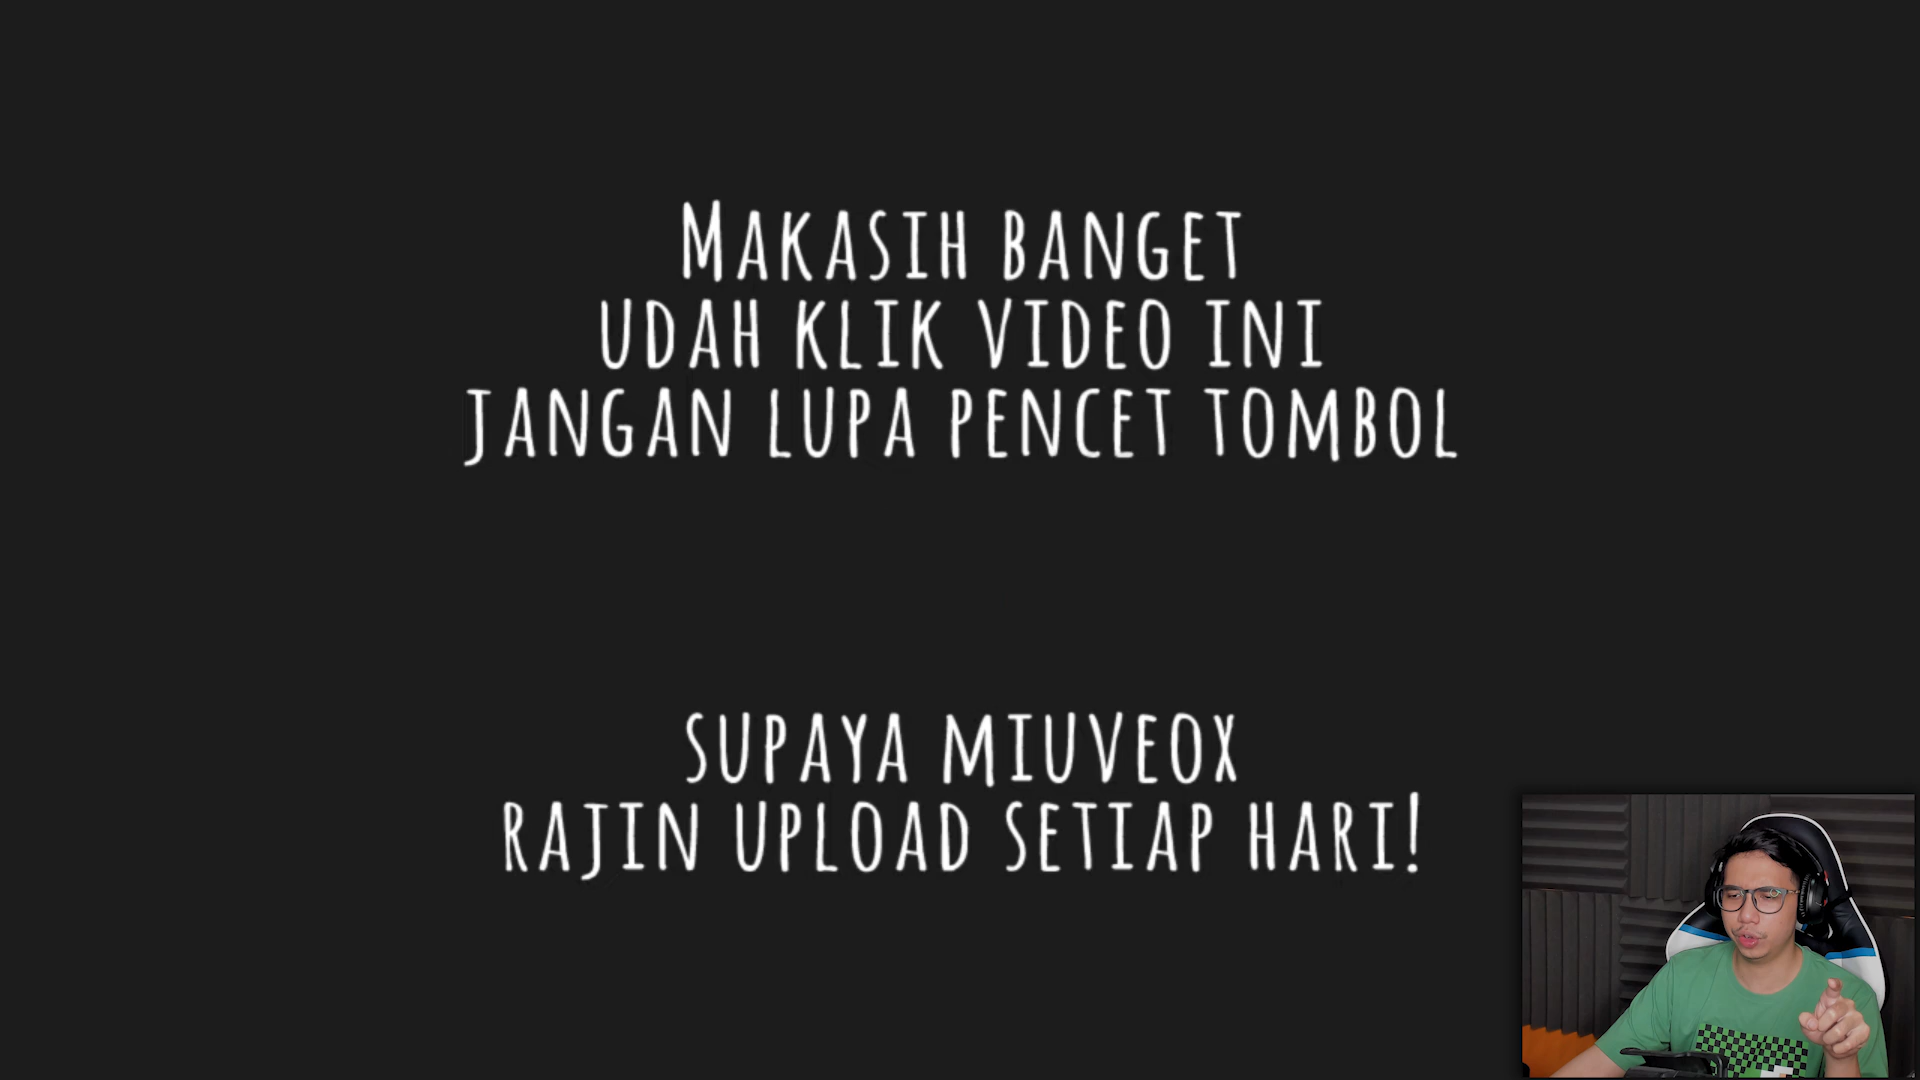 Makasih banget
udah klik video ini
jangan lupa pencet tombol
supaya miuveox
rajin upload setiap hari!